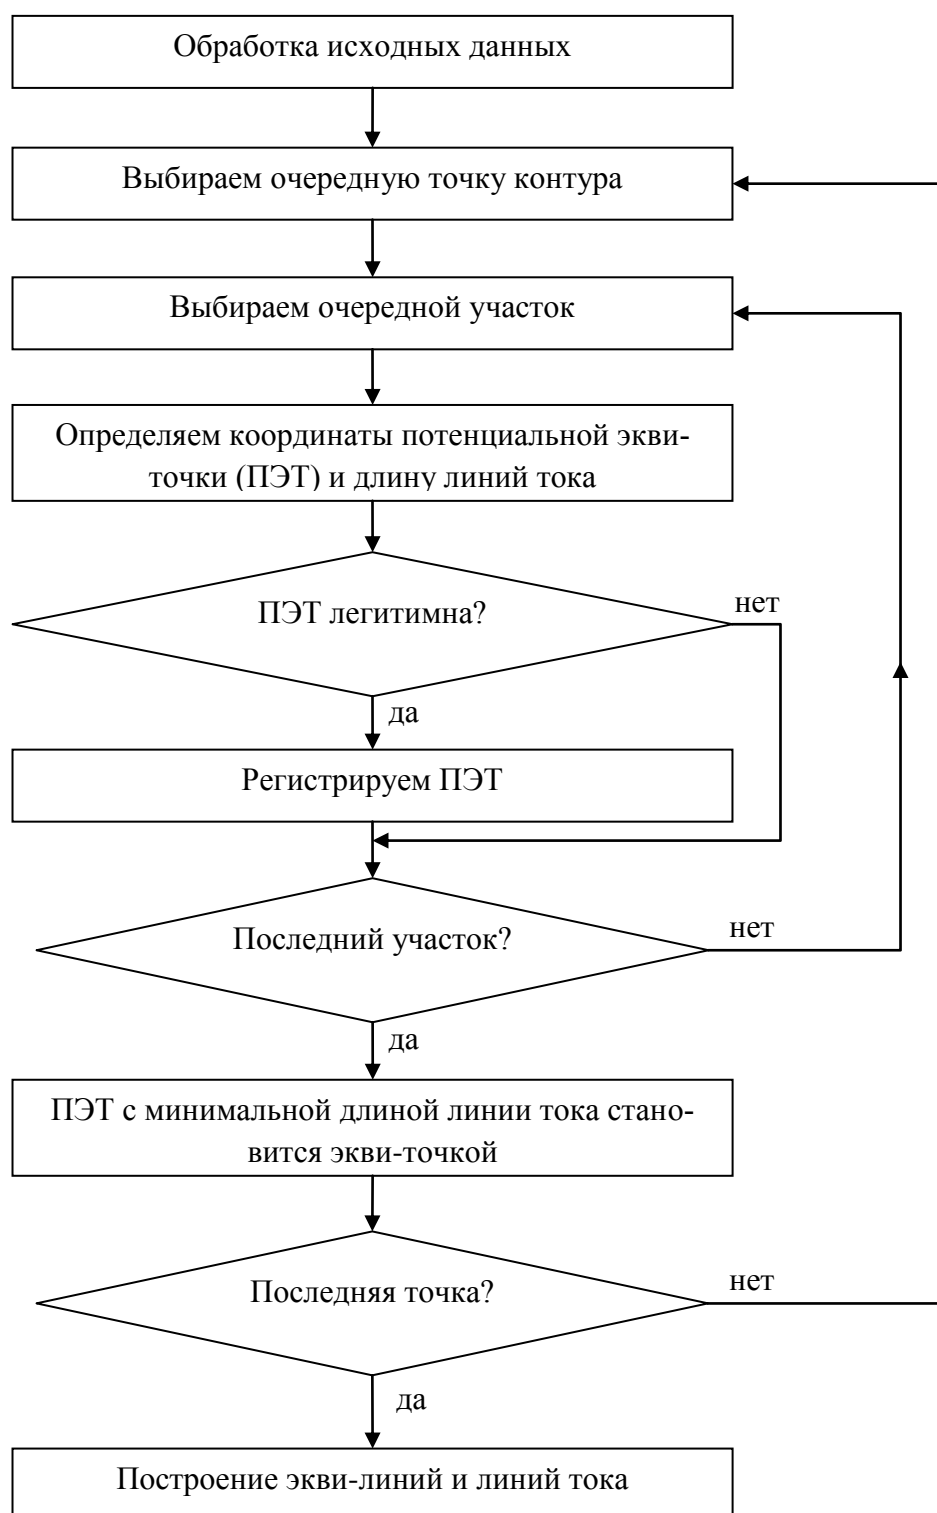 Обработка исходных данных
Выбираем очередную точку контура
Выбираем очередной участок
Определяем координаты потенциальной экви-
точки (ПЭТ) и длину линий тока
ПЭТ легитимна?
нет
да
Регистрируем ПЭТ
Последний участок?
нет
да
ПЭТ с минимальной длиной линии тока стано-
вится экви-точкой
Последняя точка?
нет
да
Построение экви-линий и линий тока